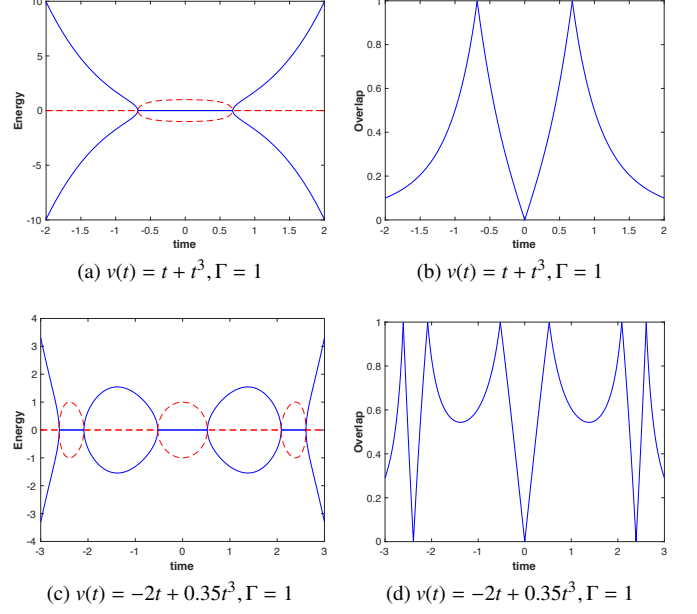 10
5
0
-5
-10
Energy
-2 -1.5 -1 -0.5 0 0.5 1 1.5 2
time
(a) v(t) = t + t³, Γ = 1
1
0.8
0.6
0.4
0.2
0
Overlap
-2 -1.5 -1 -0.5 0 0.5 1 1.5 2
time
(b) v(t) = t + t³, Γ = 1
4
3
2
1
0
-1
-2
-3
-4
Energy
-3 -2 -1 0 1 2 3
time
(c) v(t) = −2t + 0.35t³, Γ = 1
1
0.8
0.6
0.4
0.2
0
Overlap
-3 -2 -1 0 1 2 3
time
(d) v(t) = −2t + 0.35t³, Γ = 1